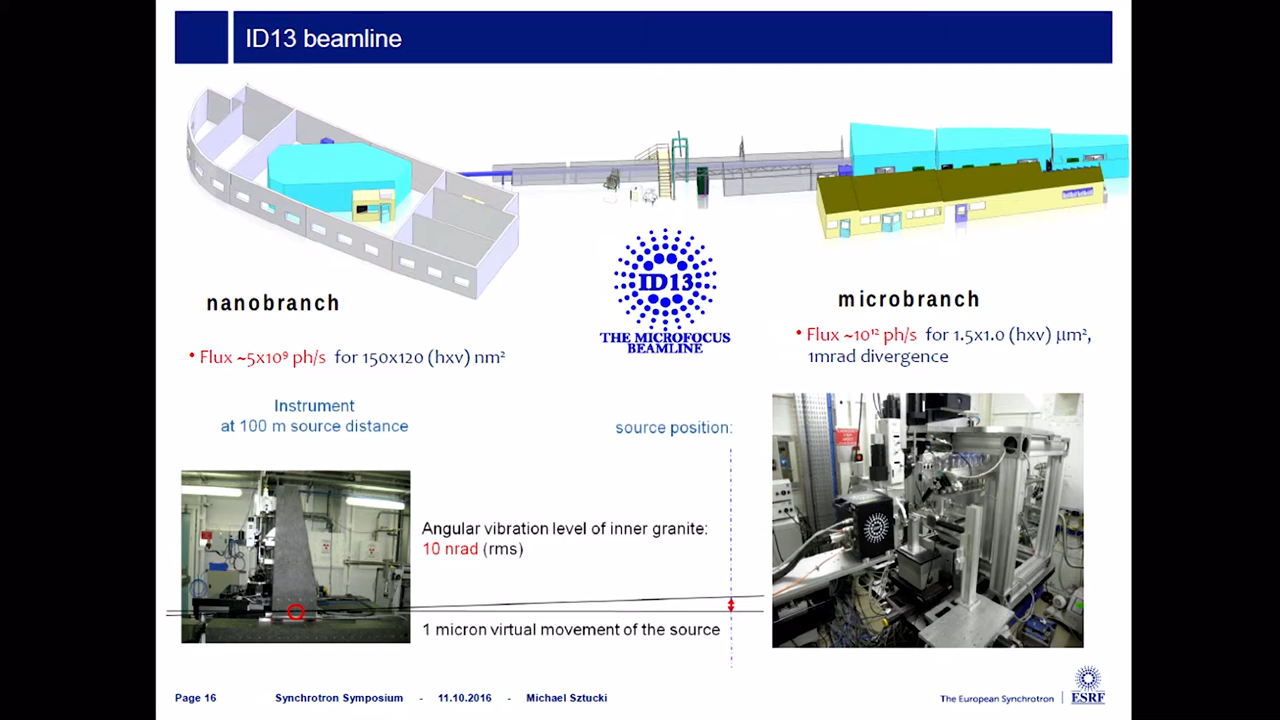 ID13 beamline
ID13
THE MICROFOCUS
BEAMLINE
nanobranch
• Flux ~5x10⁹ ph/s for 150x120 (hxv) nm²
microbranch
• Flux ~10¹² ph/s for 1.5x1.0 (hxv) µm²,
1mrad divergence
Instrument
at 100 m source distance
source position:
Angular vibration level of inner granite:
10 nrad (rms)
1 micron virtual movement of the source
Page 16 Synchrotron Symposium - 11.10.2016 - Michael Sztucki
The European Synchrotron
ESRF